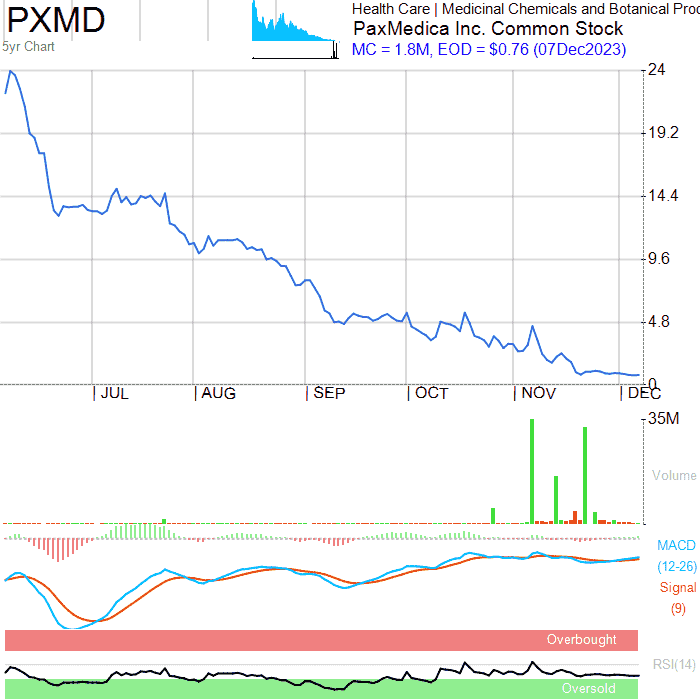 PXMD
5yr Chart
Health Care | Medicinal Chemicals and Botanical Prod
PaxMedica Inc. Common Stock
MC = 1.8M, EOD = $0.76 (07Dec2023)
24
19.2
14.4
9.6
4.8
0
JUL AUG SEP OCT NOV DEC
35M
Volume
MACD
(12-26)
Signal
(9)
Overbought
RSI(14)
Oversold